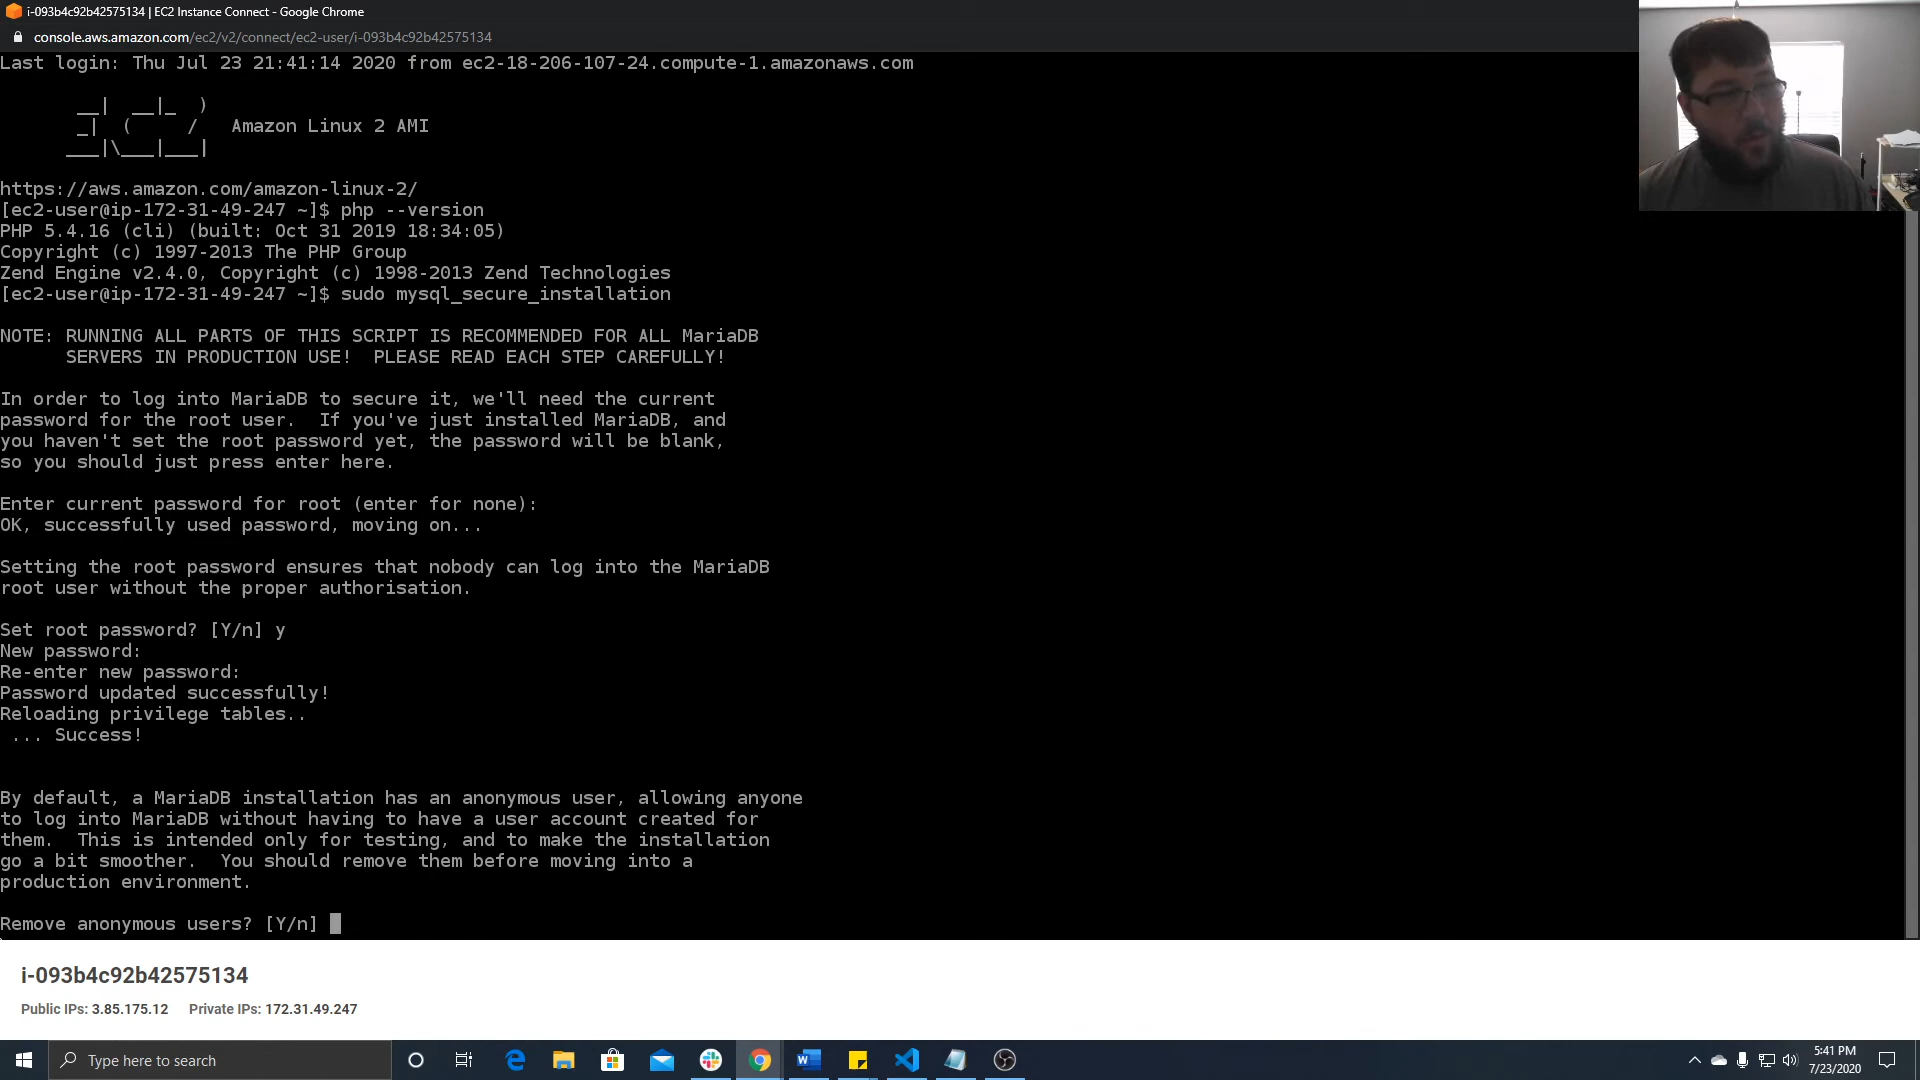 i-093b4c92b42575134 | EC2 Instance Connect - Google Chrome
console.aws.amazon.com/ec2/v2/connect/ec2-user/i-093b4c92b42575134
Last login: Thu Jul 23 21:41:14 2020 from ec2-18-206-107-24.compute-1.amazonaws.com
       __|  __|_  )
       _|  (     /   Amazon Linux 2 AMI
      ___|\___|___|
https://aws.amazon.com/amazon-linux-2/
[ec2-user@ip-172-31-49-247 ~]$ php --version
PHP 5.4.16 (cli) (built: Oct 31 2019 18:34:05)
Copyright (c) 1997-2013 The PHP Group
Zend Engine v2.4.0, Copyright (c) 1998-2013 Zend Technologies
[ec2-user@ip-172-31-49-247 ~]$ sudo mysql_secure_installation
NOTE: RUNNING ALL PARTS OF THIS SCRIPT IS RECOMMENDED FOR ALL MariaDB
      SERVERS IN PRODUCTION USE!  PLEASE READ EACH STEP CAREFULLY!
In order to log into MariaDB to secure it, we'll need the current
password for the root user.  If you've just installed MariaDB, and
you haven't set the root password yet, the password will be blank,
so you should just press enter here.
Enter current password for root (enter for none):
OK, successfully used password, moving on...
Setting the root password ensures that nobody can log into the MariaDB
root user without the proper authorisation.
Set root password? [Y/n] y
New password:
Re-enter new password:
Password updated successfully!
Reloading privilege tables..
 ... Success!
By default, a MariaDB installation has an anonymous user, allowing anyone
to log into MariaDB without having to have a user account created for
them.  This is intended only for testing, and to make the installation
go a bit smoother.  You should remove them before moving into a
production environment.
Remove anonymous users? [Y/n]
i-093b4c92b42575134
Public IPs: 3.85.175.12    Private IPs: 172.31.49.247
Type here to search
5:41 PM
7/23/2020